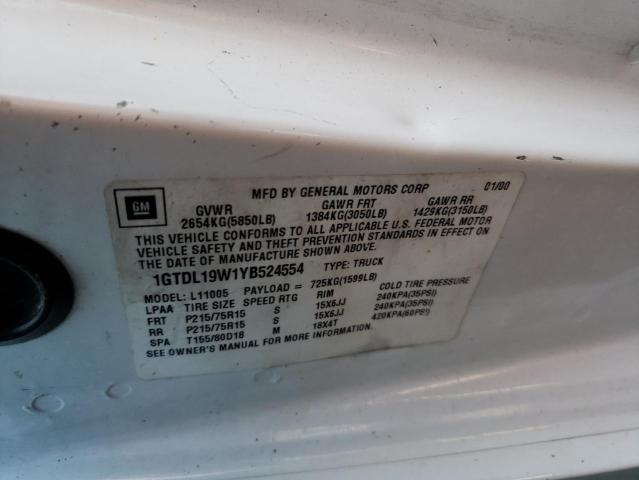 MFD BY GENERAL MOTORS CORP 01/00
GM GVWR GAWR FRT GAWR RR
2654KG(5850LB) 1384KG(3050LB) 1429KG(3150LB)
THIS VEHICLE CONFORMS TO ALL APPLICABLE U.S. FEDERAL MOTOR
VEHICLE SAFETY AND THEFT PREVENTION STANDARDS IN EFFECT ON
THE DATE OF MANUFACTURE SHOWN ABOVE.
1GTDL19W1YB524554 TYPE: TRUCK
MODEL: L11005 PAYLOAD = 725KG(1599LB)
LPAA TIRE SIZE SPEED RTG RIM COLD TIRE PRESSURE
FRT P215/75R15 S 15X6JJ 240KPA(35PSI)
RR P215/75R15 S 15X6JJ 240KPA(35PSI)
SPA T155/80D18 M 18X4T 420KPA(60PSI)
SEE OWNER'S MANUAL FOR MORE INFORMATION.